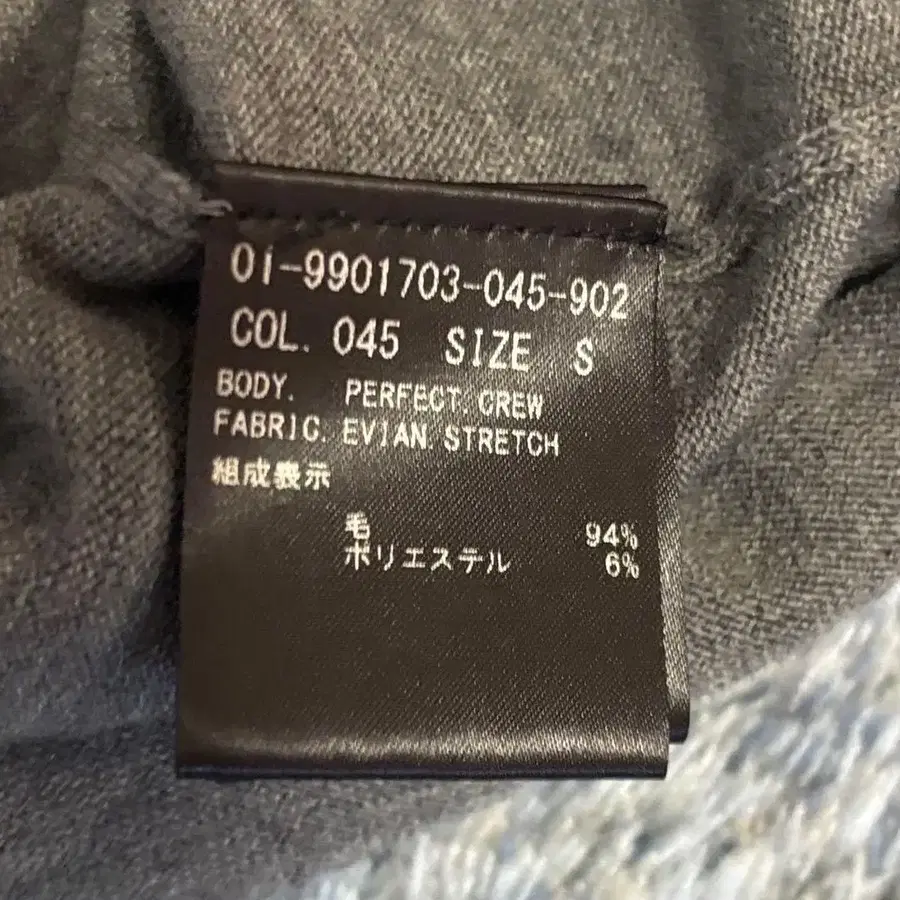 01-9901703-045-902
COL. 045 SIZE S
BODY. PERFECT. CREW
FABRIC. EVIAN. STRETCH
組成表示
毛 94%
ポリエステル 6%